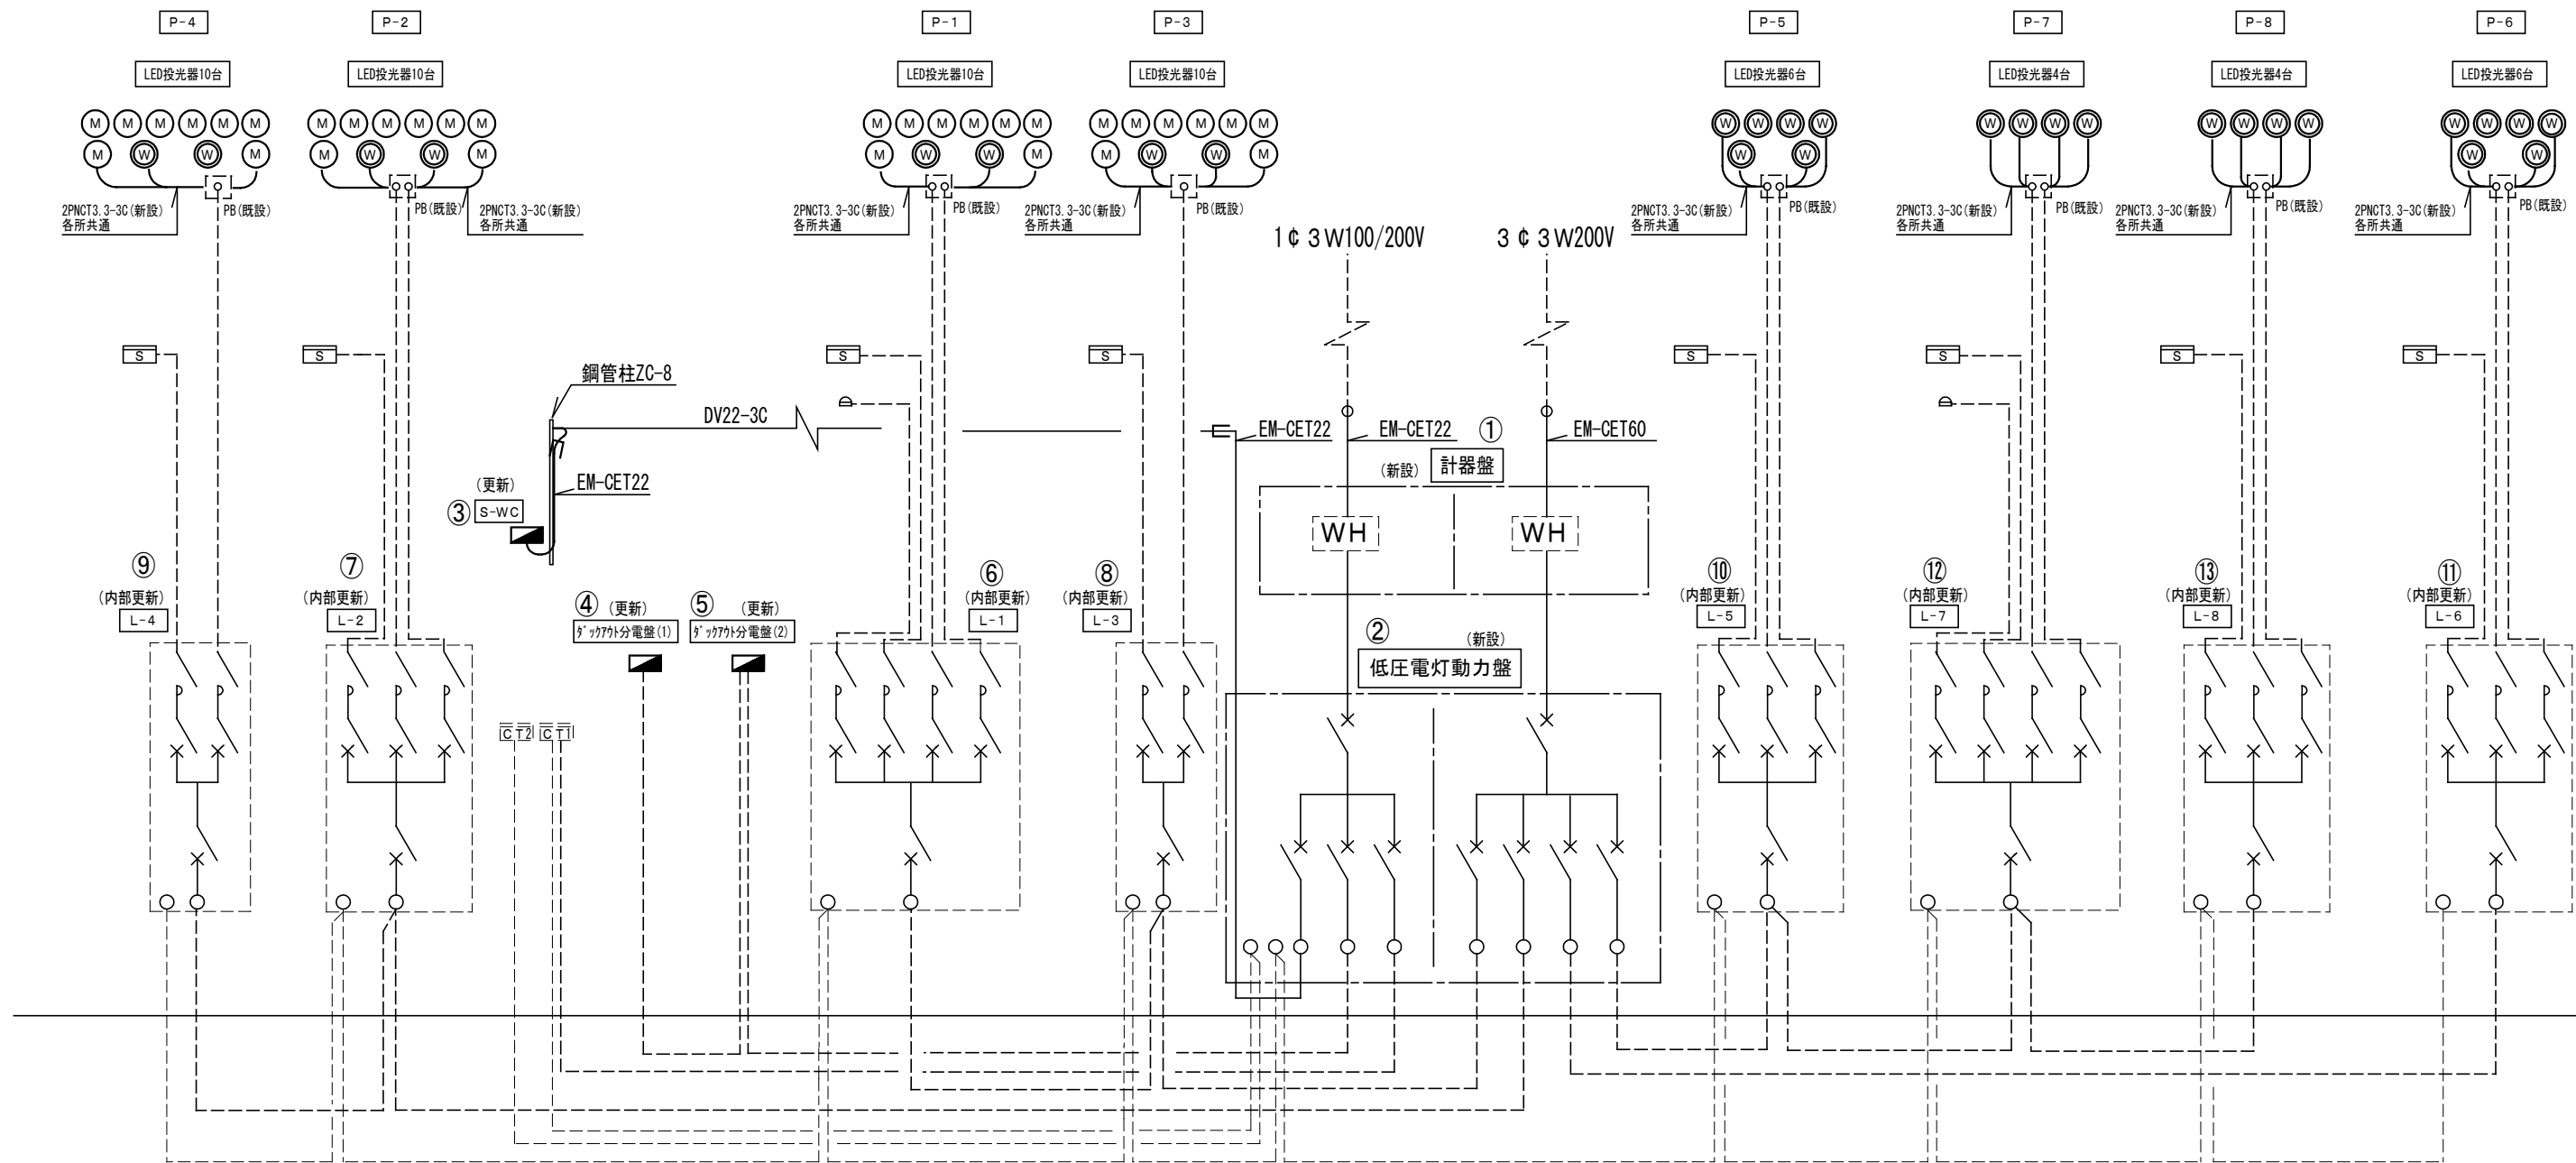 P-4 P-2 P-1 P-3 P-5 P-7 P-8 P-6
LED投光器10台 LED投光器10台 LED投光器10台 LED投光器10台 LED投光器6台 LED投光器4台 LED投光器4台 LED投光器6台
M M M M M M M M M M M M M M M M M M M M M M M M W W W W W W W W W W W W W W W W
M W W M M W W M M W W M M W W M W W W W
2PNCT3.3-3C(新設) PB(既設) PB(既設) 2PNCT3.3-3C(新設) 2PNCT3.3-3C(新設) PB(既設) 2PNCT3.3-3C(新設) PB(既設) 2PNCT3.3-3C(新設) PB(既設) 2PNCT3.3-3C(新設) PB(既設) 2PNCT3.3-3C(新設) PB(既設) 2PNCT3.3-3C(新設) PB(既設)
各所共通 各所共通 各所共通 各所共通 各所共通 各所共通 各所共通 各所共通
1¢3W100/200V 3¢3W200V
S S S S S S S S
鋼管柱ZC-8
DV22-3C
EM-CET22 EM-CET22 ① EM-CET60
(新設) 計器盤
(更新) EM-CET22
③ S-WC
WH WH
⑨ ⑦ ⑥ ⑧ ⑩ ⑫ ⑬ ⑪
(内部更新) (内部更新) (内部更新) (内部更新) (内部更新) (内部更新) (内部更新) (内部更新)
L-4 L-2 L-1 L-3 L-5 L-7 L-8 L-6
④ (更新) ⑤ (更新)
ﾀﾞｯｸｱｳﾄ分電盤(1) ﾀﾞｯｸｱｳﾄ分電盤(2)
② (新設)
低圧電灯動力盤
CT2 CT1